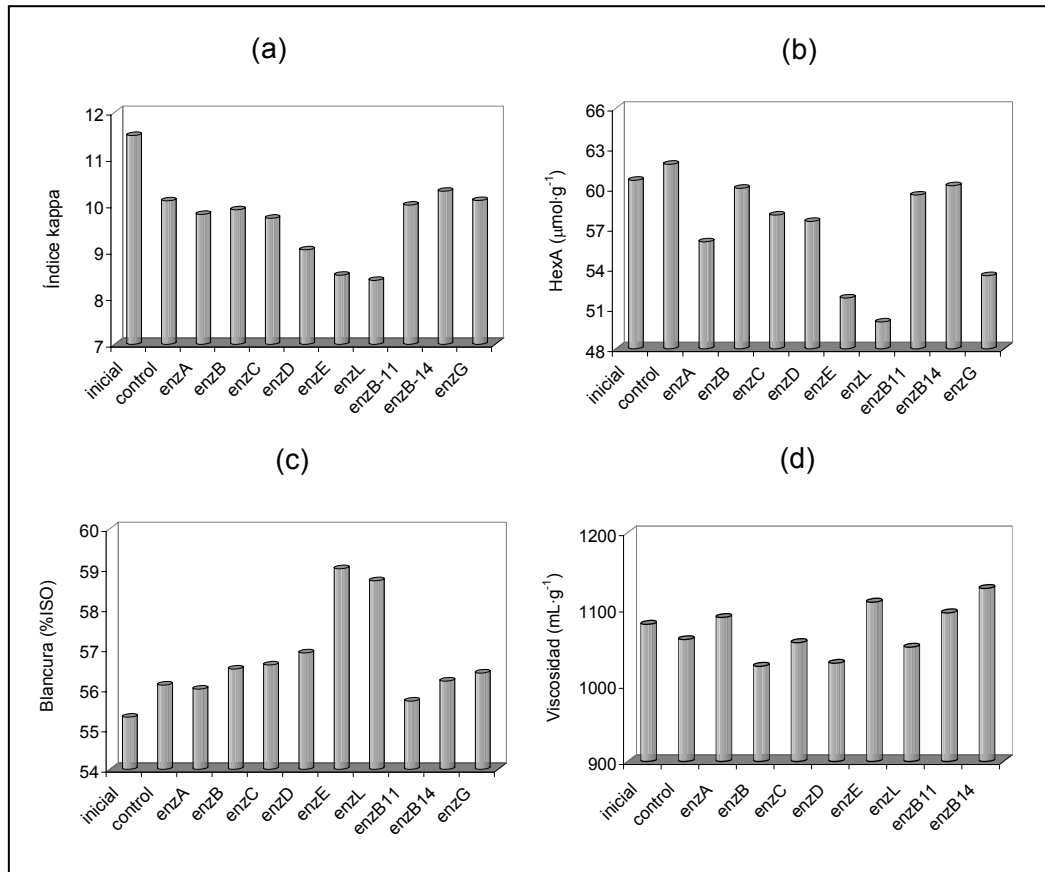 (a)
Índice kappa
12
11
10
9
8
7
inicial
control
enzA
enzB
enzC
enzD
enzE
enzL
enzB-11
enzB-14
enzG
(b)
HexA (μmol·g⁻¹)
66
63
60
57
54
51
48
inicial
control
enzA
enzB
enzC
enzD
enzE
enzL
enzB11
enzB14
enzG
(c)
Blancura (%ISO)
60
59
58
57
56
55
54
inicial
control
enzA
enzB
enzC
enzD
enzE
enzL
enzB11
enzB14
enzG
(d)
Viscosidad (mL·g⁻¹)
1200
1100
1000
900
inicial
control
enzA
enzB
enzC
enzD
enzE
enzL
enzB11
enzB14